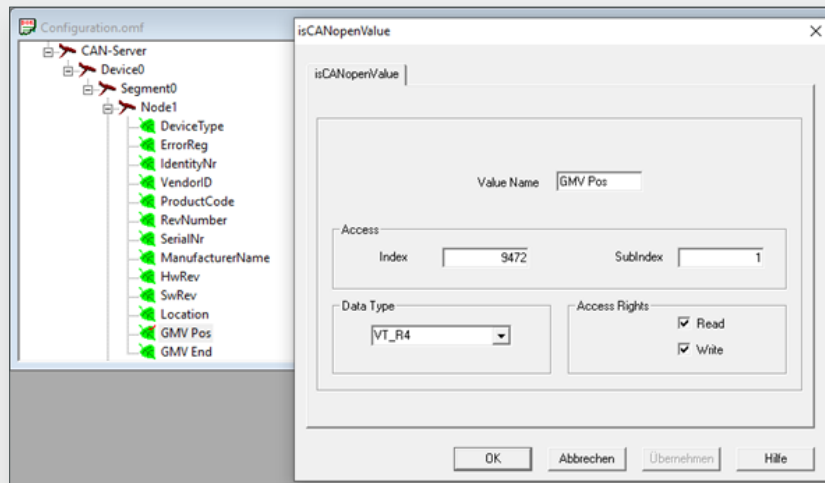 Configuration.omf
CAN-Server
Device0
Segment0
Node1
DeviceType
ErrorReg
IdentityNr
VendorID
ProductCode
RevNumber
SerialNr
ManufacturerName
HwRev
SwRev
Location
GMV Pos
GMV End
isCANopenValue
isCANopenValue
Value Name GMV Pos
Access
Index 9472 SubIndex 1
Data Type
VT_R4
Access Rights
Read
Write
OK Abbrechen Übernehmen Hilfe